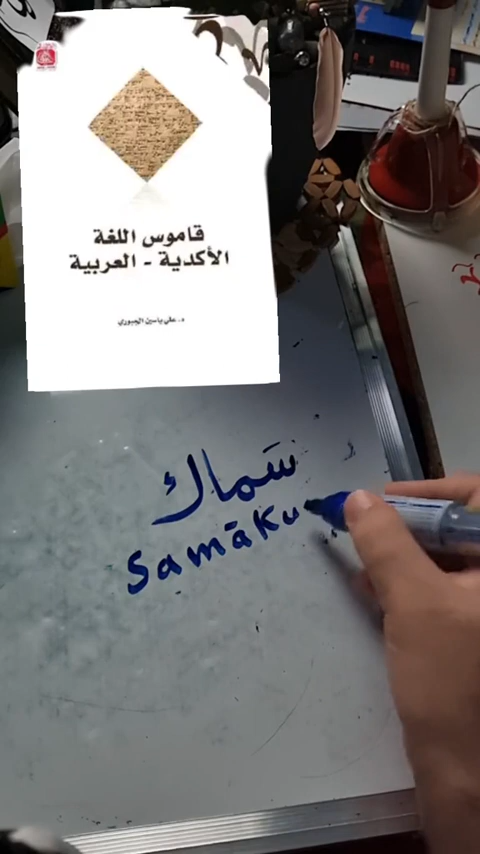 قاموس اللغة
الأكدية - العربية
د. علي ياسين الجبوري
سَماك
Samāku